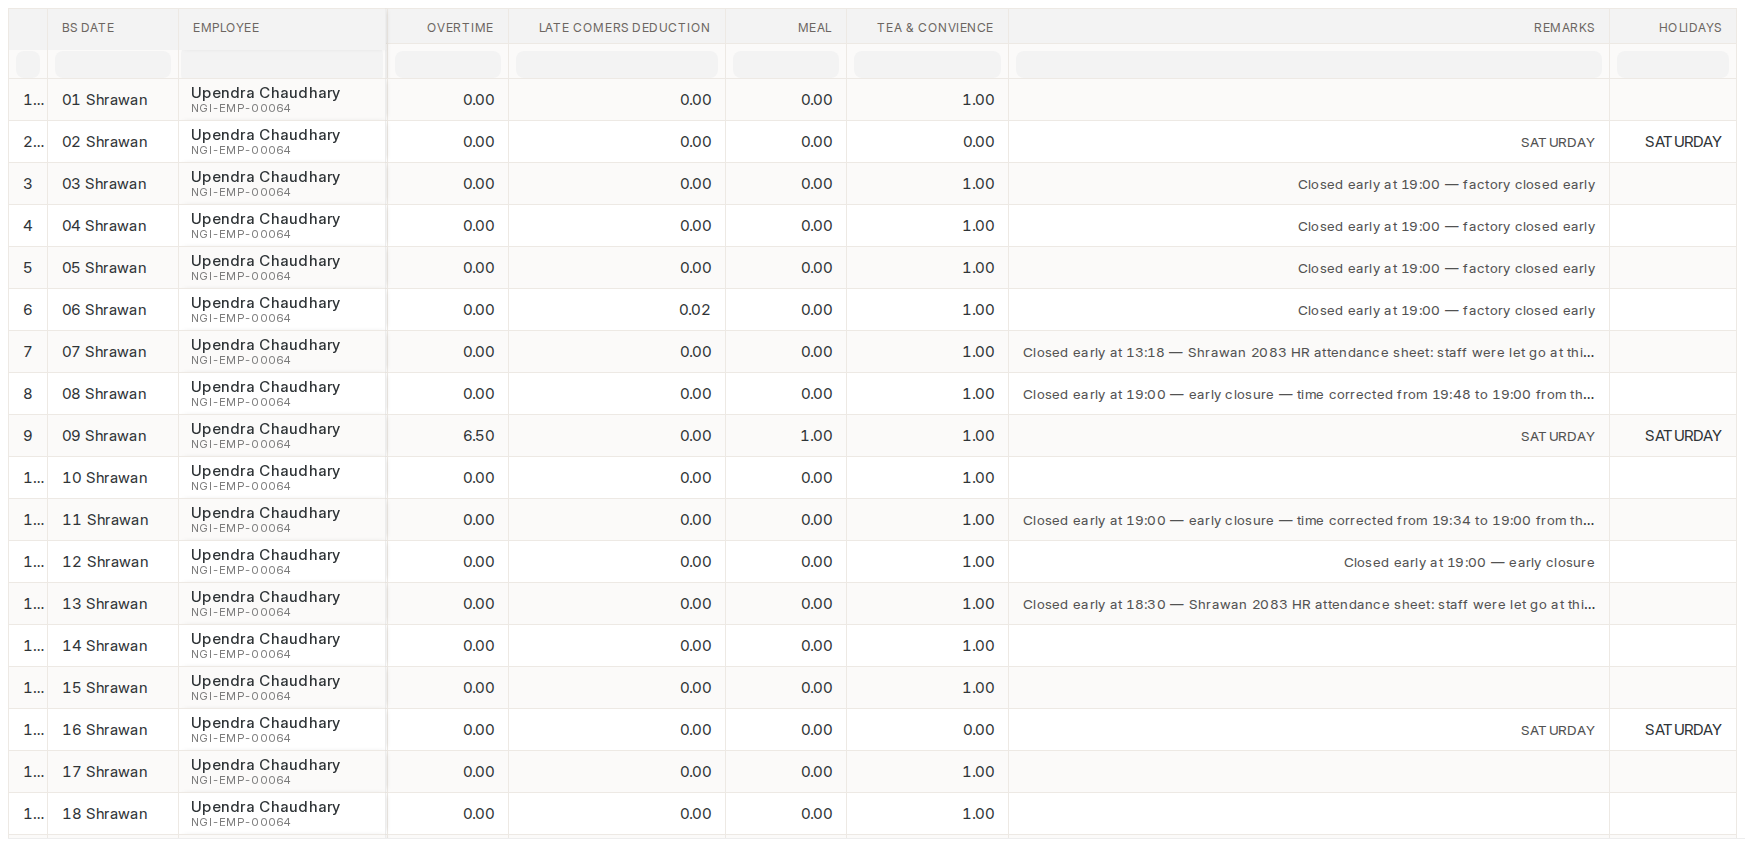 BS DATE EMPLOYEE OVERTIME LATE COMERS DEDUCTION MEAL TEA & CONVIENCE REMARKS HOLIDAYS
1... 01 Shrawan Upendra Chaudhary 0.00 0.00 0.00 1.00
NGI-EMP-00064
2... 02 Shrawan Upendra Chaudhary 0.00 0.00 0.00 0.00 SATURDAY SATURDAY
NGI-EMP-00064
3 03 Shrawan Upendra Chaudhary 0.00 0.00 0.00 1.00 Closed early at 19:00 — factory closed early
NGI-EMP-00064
4 04 Shrawan Upendra Chaudhary 0.00 0.00 0.00 1.00 Closed early at 19:00 — factory closed early
NGI-EMP-00064
5 05 Shrawan Upendra Chaudhary 0.00 0.00 0.00 1.00 Closed early at 19:00 — factory closed early
NGI-EMP-00064
6 06 Shrawan Upendra Chaudhary 0.00 0.02 0.00 1.00 Closed early at 19:00 — factory closed early
NGI-EMP-00064
7 07 Shrawan Upendra Chaudhary 0.00 0.00 0.00 1.00 Closed early at 13:18 — Shrawan 2083 HR attendance sheet: staff were let go at thi...
NGI-EMP-00064
8 08 Shrawan Upendra Chaudhary 0.00 0.00 0.00 1.00 Closed early at 19:00 — early closure — time corrected from 19:48 to 19:00 from th...
NGI-EMP-00064
9 09 Shrawan Upendra Chaudhary 6.50 0.00 1.00 1.00 SATURDAY SATURDAY
NGI-EMP-00064
1... 10 Shrawan Upendra Chaudhary 0.00 0.00 0.00 1.00
NGI-EMP-00064
1... 11 Shrawan Upendra Chaudhary 0.00 0.00 0.00 1.00 Closed early at 19:00 — early closure — time corrected from 19:34 to 19:00 from th...
NGI-EMP-00064
1... 12 Shrawan Upendra Chaudhary 0.00 0.00 0.00 1.00 Closed early at 19:00 — early closure
NGI-EMP-00064
1... 13 Shrawan Upendra Chaudhary 0.00 0.00 0.00 1.00 Closed early at 18:30 — Shrawan 2083 HR attendance sheet: staff were let go at thi...
NGI-EMP-00064
1... 14 Shrawan Upendra Chaudhary 0.00 0.00 0.00 1.00
NGI-EMP-00064
1... 15 Shrawan Upendra Chaudhary 0.00 0.00 0.00 1.00
NGI-EMP-00064
1... 16 Shrawan Upendra Chaudhary 0.00 0.00 0.00 0.00 SATURDAY SATURDAY
NGI-EMP-00064
1... 17 Shrawan Upendra Chaudhary 0.00 0.00 0.00 1.00
NGI-EMP-00064
1... 18 Shrawan Upendra Chaudhary 0.00 0.00 0.00 1.00
NGI-EMP-00064